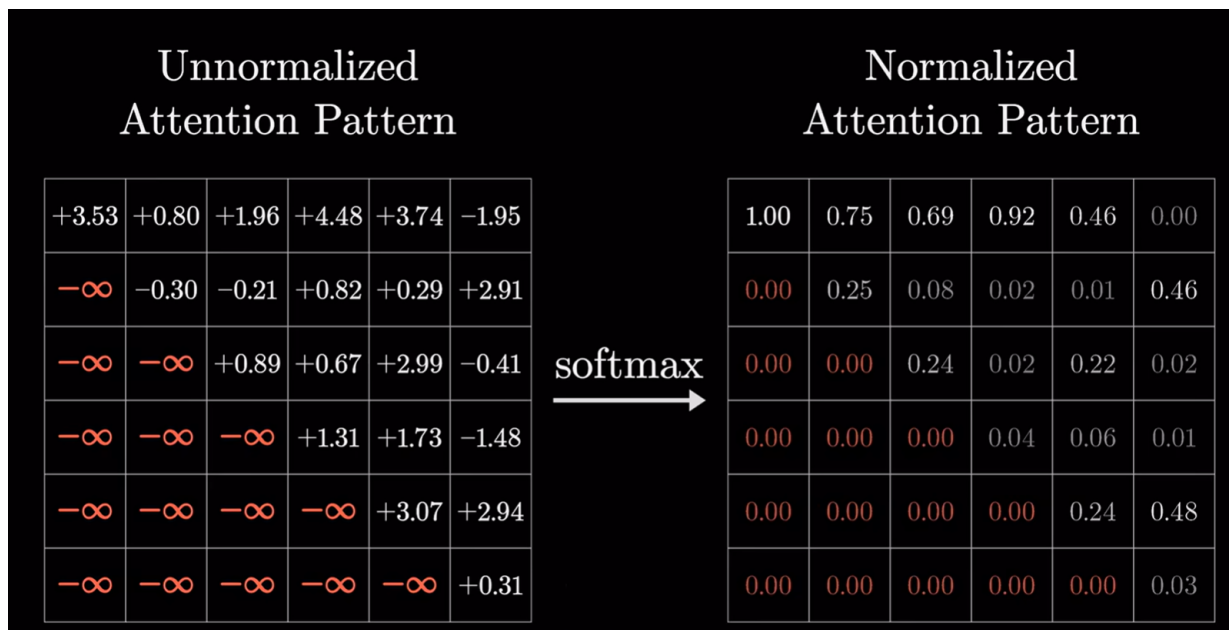 Unnormalized
Attention Pattern
Normalized
Attention Pattern
+3.53 +0.80 +1.96 +4.48 +3.74 −1.95
−∞ −0.30 −0.21 +0.82 +0.29 +2.91
−∞ −∞ +0.89 +0.67 +2.99 −0.41
−∞ −∞ −∞ +1.31 +1.73 −1.48
−∞ −∞ −∞ −∞ +3.07 +2.94
−∞ −∞ −∞ −∞ −∞ +0.31
softmax
1.00 0.75 0.69 0.92 0.46 0.00
0.00 0.25 0.08 0.02 0.01 0.46
0.00 0.00 0.24 0.02 0.22 0.02
0.00 0.00 0.00 0.04 0.06 0.01
0.00 0.00 0.00 0.00 0.24 0.48
0.00 0.00 0.00 0.00 0.00 0.03